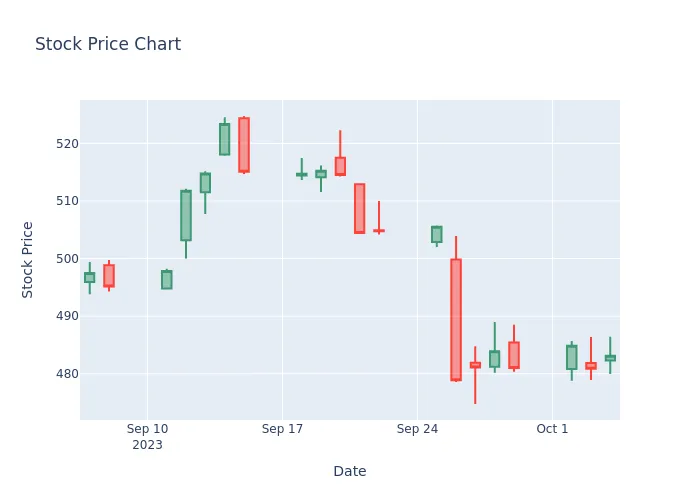 Stock Price Chart
Stock Price
520
510
500
490
480
Sep 10
2023
Sep 17
Sep 24
Oct 1
Date